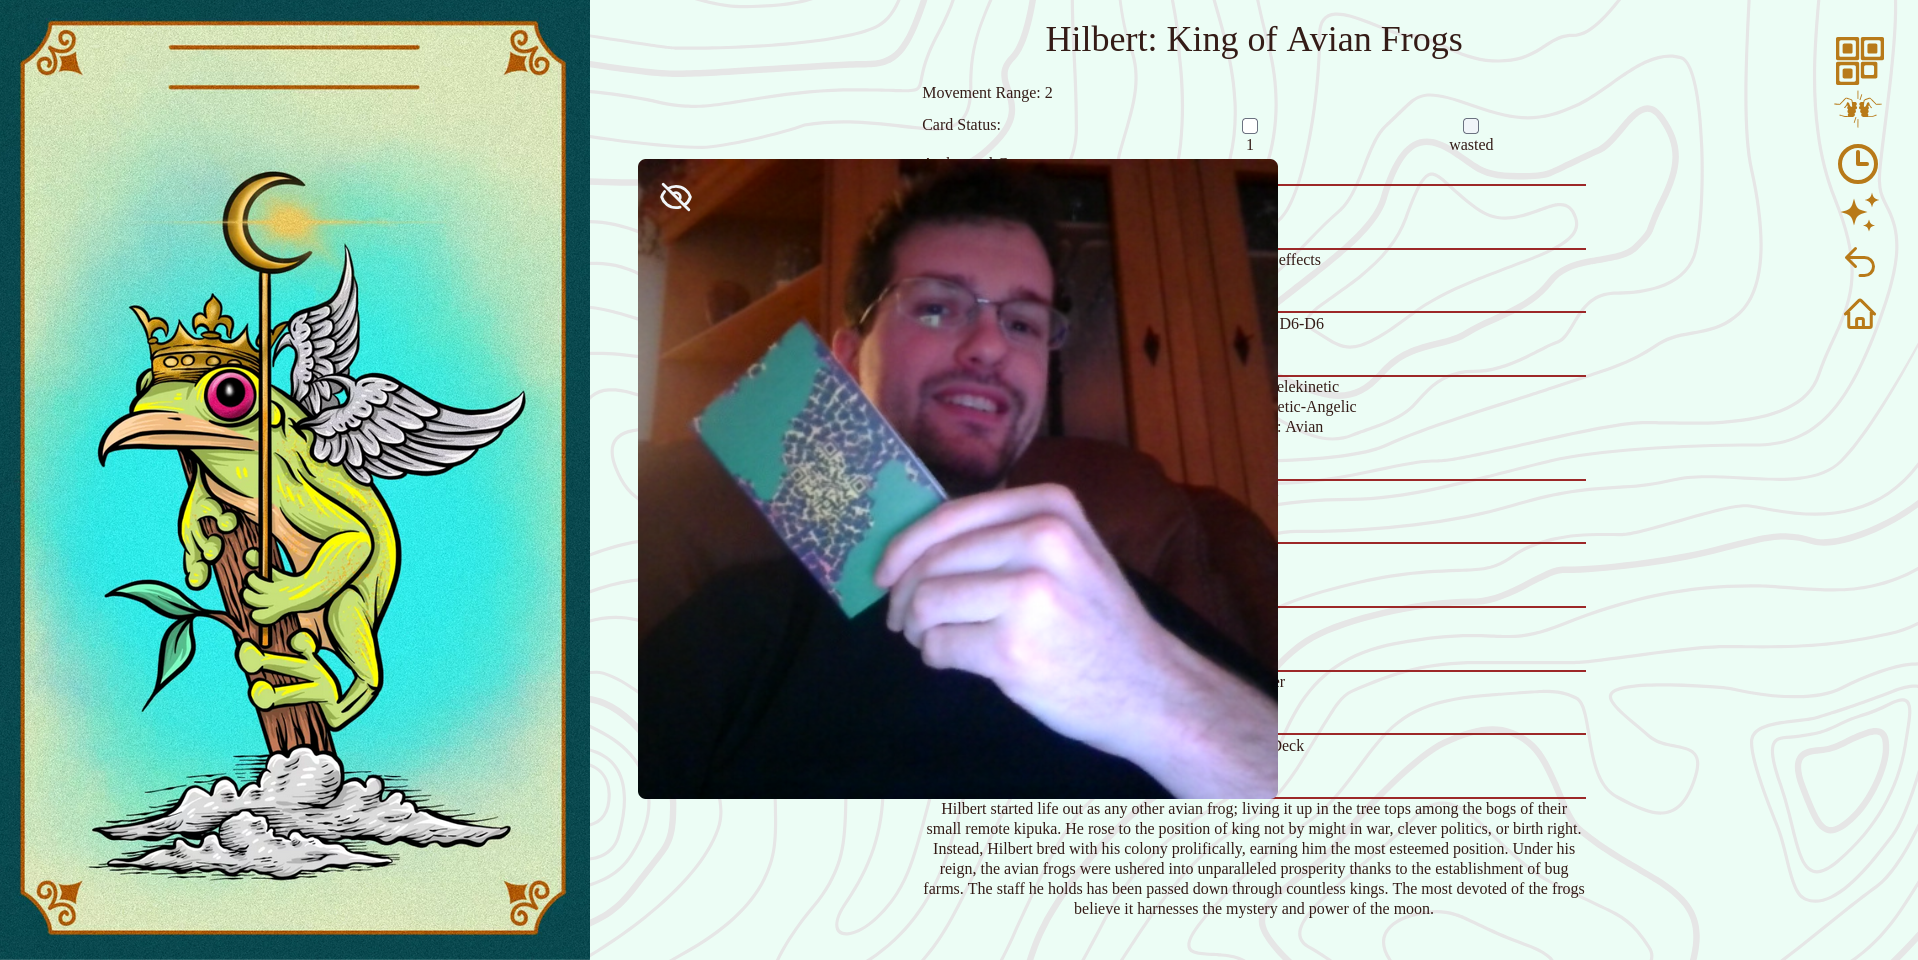 Hilbert: King of Avian Frogs
Movement Range: 2
Card Status:
1
wasted
effects
D6-D6
: Avian
Hilbert started life out as any other avian frog; living it up in the tree tops among the bogs of their
small remote kipuka. He rose to the position of king not by might in war, clever politics, or birth right.
Instead, Hilbert bred with his colony prolifically, earning him the most esteemed position. Under his
reign, the avian frogs were ushered into unparalleled prosperity thanks to the establishment of bug
farms. The staff he holds has been passed down through countless kings. The most devoted of the frogs
believe it harnesses the mystery and power of the moon.